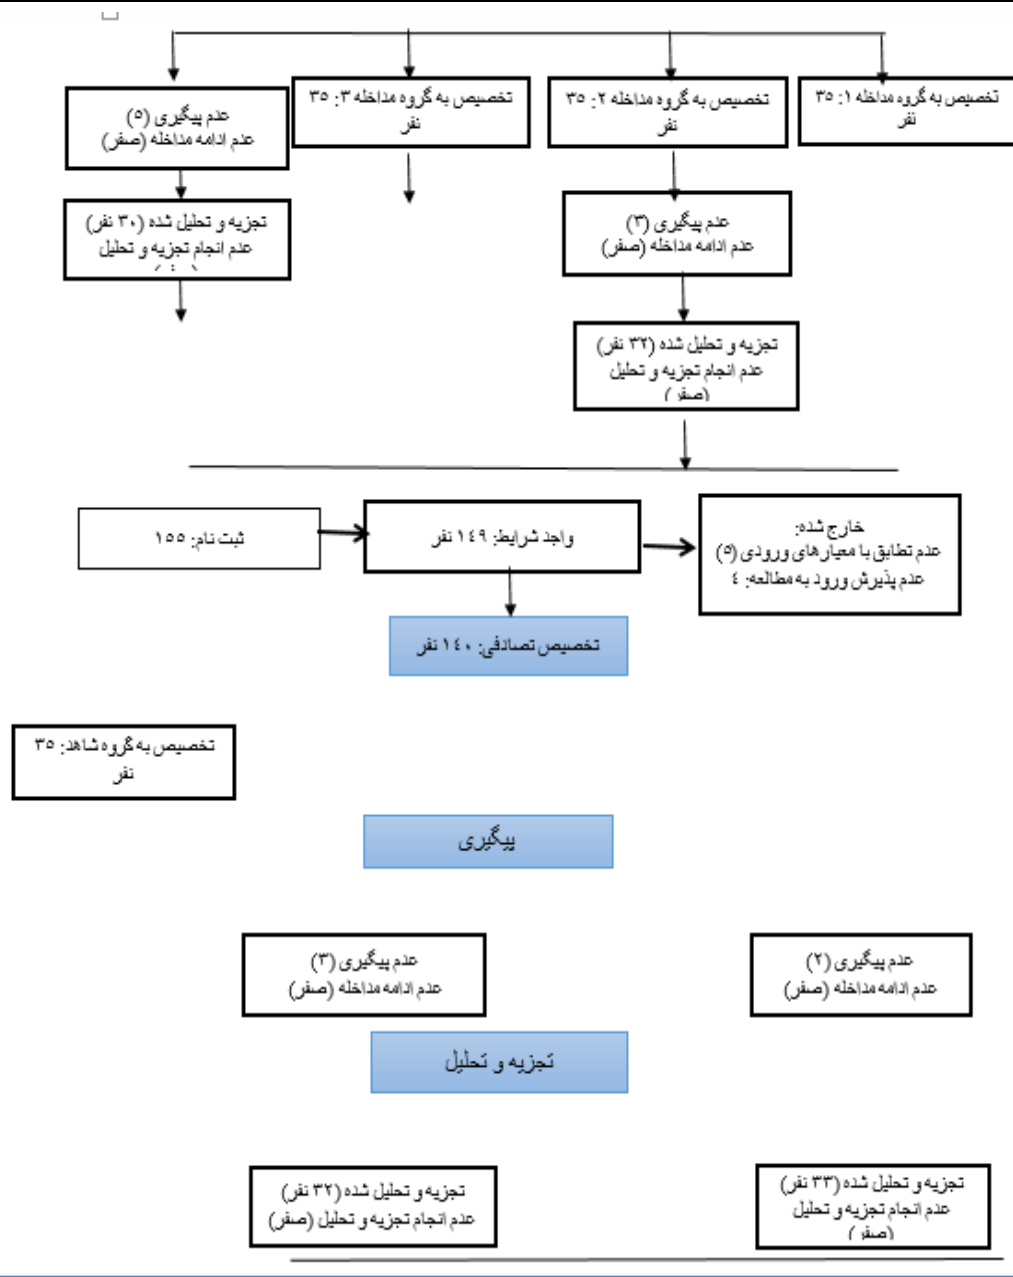 تخصیص به گروه مداخله ۱: ۳۵
نفر
تخصیص به گروه مداخله ۲: ۳۵
نفر
تخصیص به گروه مداخله ۳: ۳۵
نفر
عدم پیگیری (۵)
عدم ادامه مداخله (صفر)
عدم پیگیری (۳)
عدم ادامه مداخله (صفر)
تجزیه و تحلیل شده (۳۰ نفر)
عدم انجام تجزیه و تحلیل
تجزیه و تحلیل شده (۳۲ نفر)
عدم انجام تجزیه و تحلیل
(صفر)
ثبت نام: ۱۵۵
واجد شرایط: ۱٤۹ نفر
خارج شده:
عدم تطابق با معیارهای ورودی (۵)
عدم پذیرش ورود به مطالعه: ٤
تخصیص تصادفی: ۱٤۰ نفر
تخصیص به گروه شاهد: ۳۵
نفر
پیگیری
عدم پیگیری (۲)
عدم ادامه مداخله (صفر)
عدم پیگیری (۳)
عدم ادامه مداخله (صفر)
تجزیه و تحلیل
تجزیه و تحلیل شده (۳۳ نفر)
عدم انجام تجزیه و تحلیل
(صفر)
تجزیه و تحلیل شده (۳۲ نفر)
عدم انجام تجزیه و تحلیل (صفر)